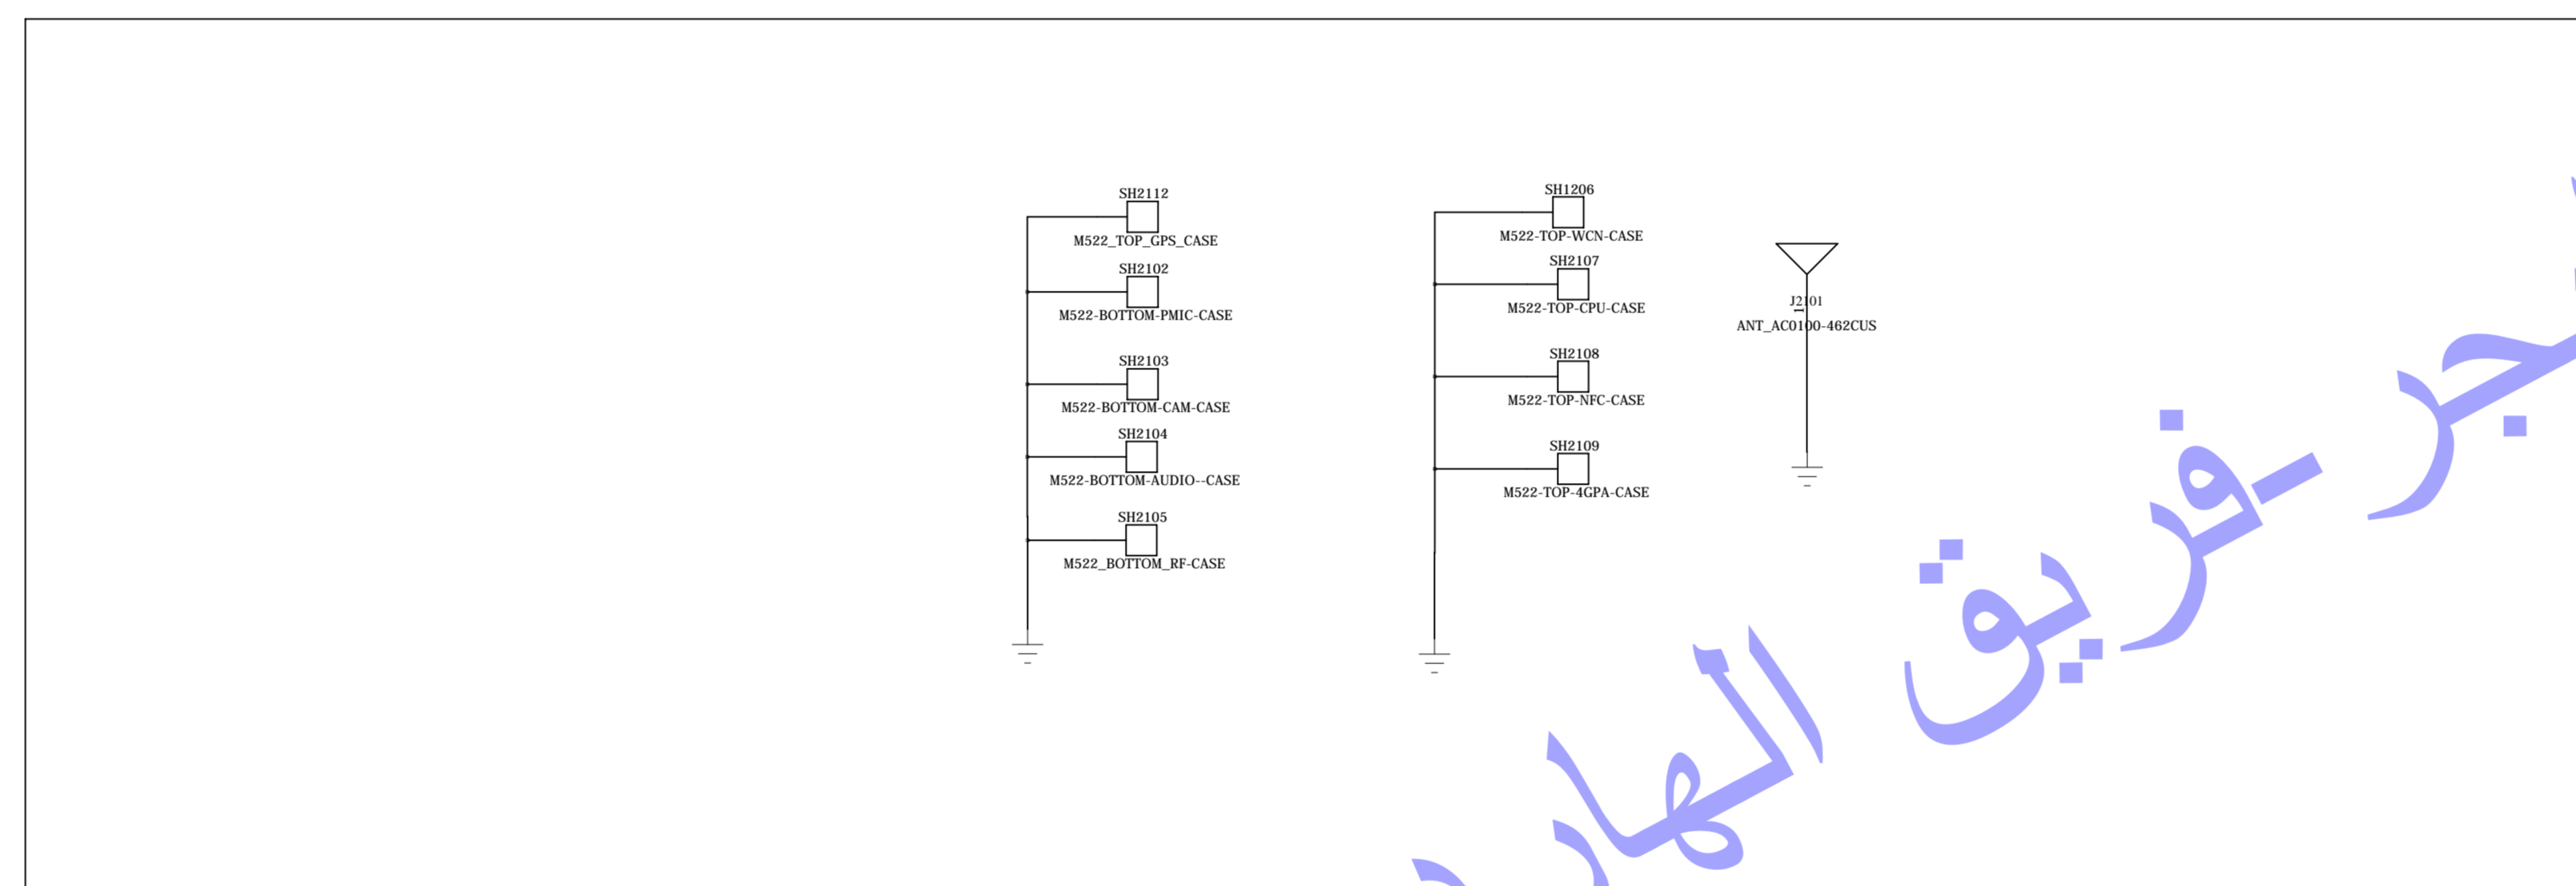 SH2112
M522_TOP_GPS_CASE
SH2102
M522-BOTTOM-PMIC-CASE
SH2103
M522-BOTTOM-CAM-CASE
SH2104
M522-BOTTOM-AUDIO--CASE
SH2105
M522_BOTTOM_RF-CASE
SH1206
M522-TOP-WCN-CASE
SH2107
M522-TOP-CPU-CASE
SH2108
M522-TOP-NFC-CASE
SH2109
M522-TOP-4GPA-CASE
J2101
1
ANT_AC0100-462CUS
فريق